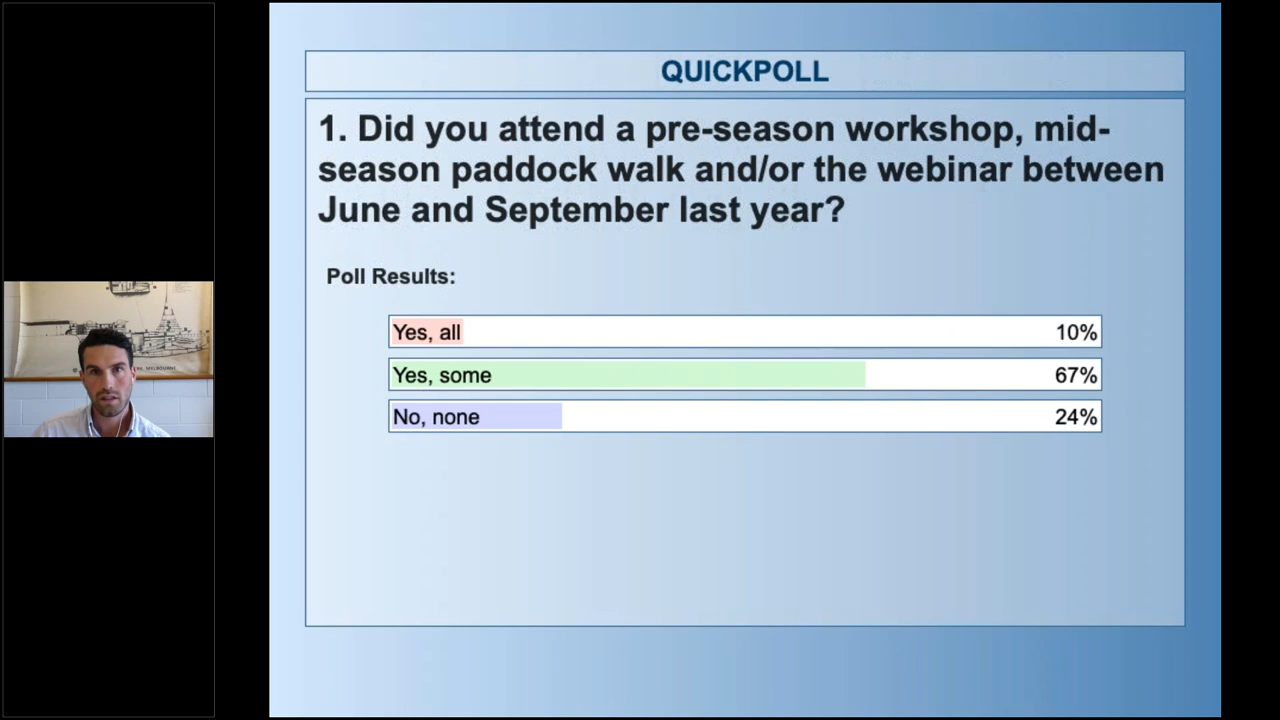 QUICKPOLL
1. Did you attend a pre-season workshop, mid-
season paddock walk and/or the webinar between
June and September last year?
Poll Results:
Yes, all 10%
Yes, some 67%
No, none 24%
MELBOURNE